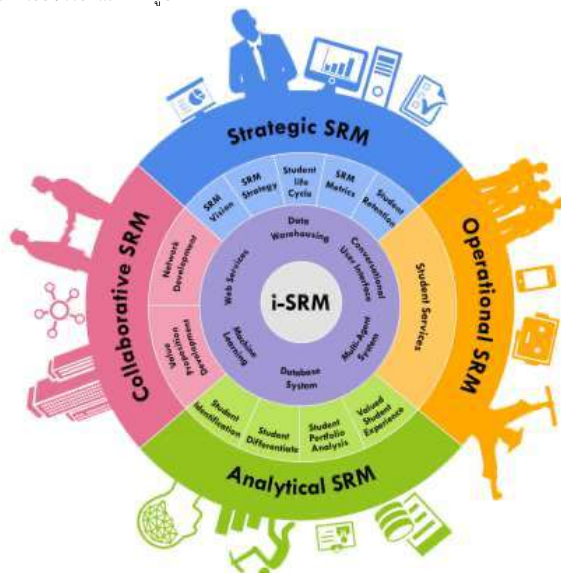 Strategic SRM
SRM
Vision
SRM
Strategy
Student
life
Cycle
SRM
Metrics
Student
Retention
Collaborative SRM
Network
Development
Value
Proposition
Development
Operational SRM
Student Services
Data
Warehousing
Conversational
User Interface
Web Services
i-SRM
Machine
Learning
Multi-Agent
System
Database
System
Student
Identification
Student
Differentiate
Student
Portfolio
Analysis
Valued
Student
Experience
Analytical SRM